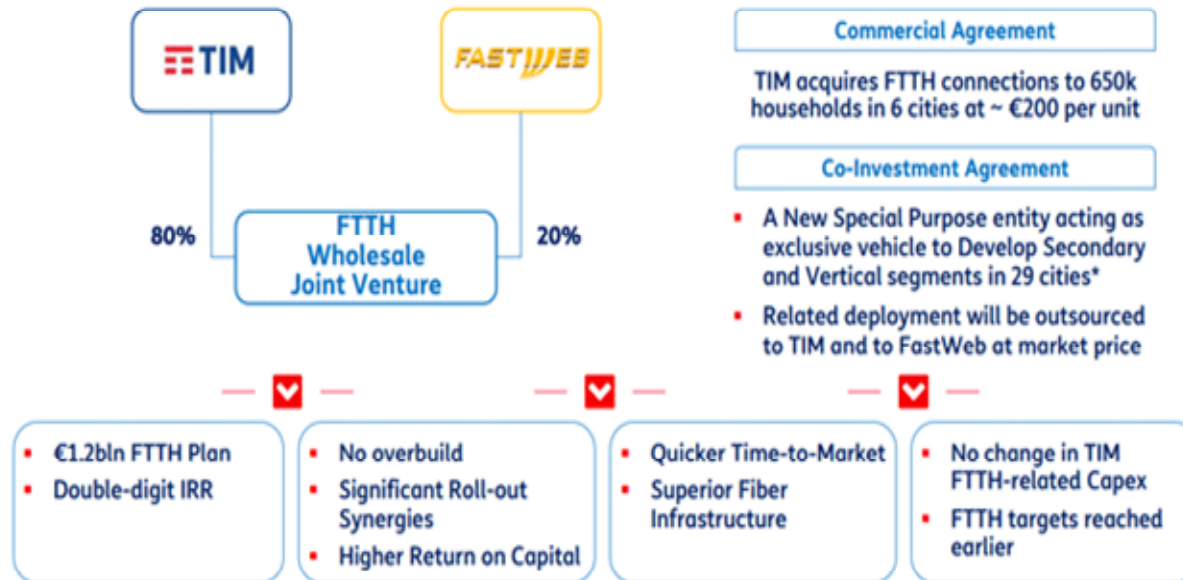 TIM
FASTWEB
80%
20%
FTTH
Wholesale
Joint Venture
Commercial Agreement
TIM acquires FTTH connections to 650k
households in 6 cities at ~ €200 per unit
Co-Investment Agreement
▪ A New Special Purpose entity acting as
exclusive vehicle to Develop Secondary
and Vertical segments in 29 cities*
▪ Related deployment will be outsourced
to TIM and to FastWeb at market price
▪ €1.2bln FTTH Plan
▪ Double-digit IRR
▪ No overbuild
▪ Significant Roll-out
Synergies
▪ Higher Return on Capital
▪ Quicker Time-to-Market
▪ Superior Fiber
Infrastructure
▪ No change in TIM
FTTH-related Capex
▪ FTTH targets reached
earlier